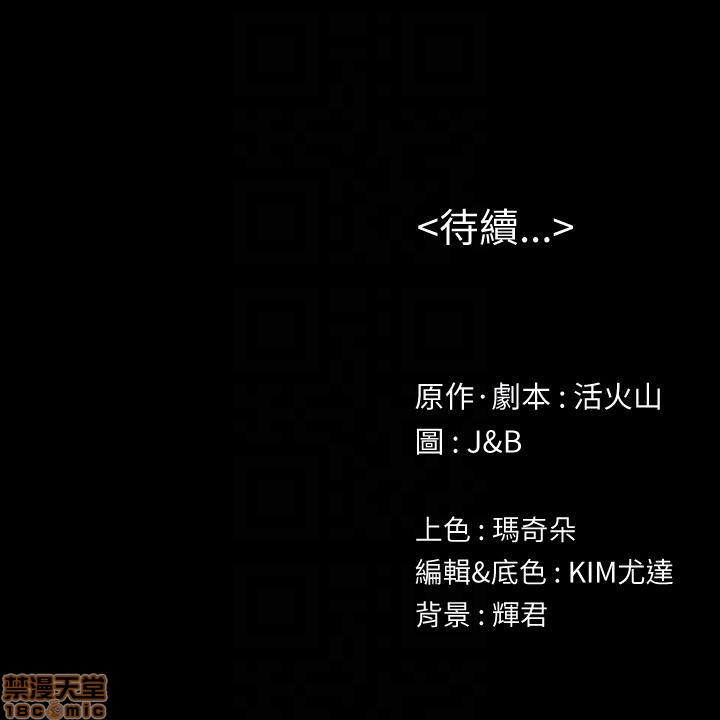 <待續...>
原作·劇本 : 活火山
圖 : J&B
上色 : 瑪奇朵
編輯&底色 : KIM尤達
背景 : 輝君
禁漫天堂
18comic